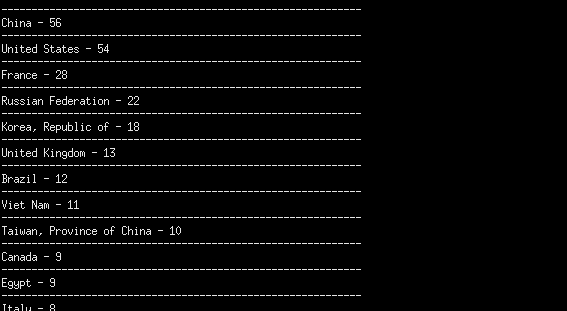 ------------------------------------------------------------
China - 56
------------------------------------------------------------
United States - 54
------------------------------------------------------------
France - 28
------------------------------------------------------------
Russian Federation - 22
------------------------------------------------------------
Korea, Republic of - 18
------------------------------------------------------------
United Kingdom - 13
------------------------------------------------------------
Brazil - 12
------------------------------------------------------------
Viet Nam - 11
------------------------------------------------------------
Taiwan, Province of China - 10
------------------------------------------------------------
Canada - 9
------------------------------------------------------------
Egypt - 9
------------------------------------------------------------
Italy - 8